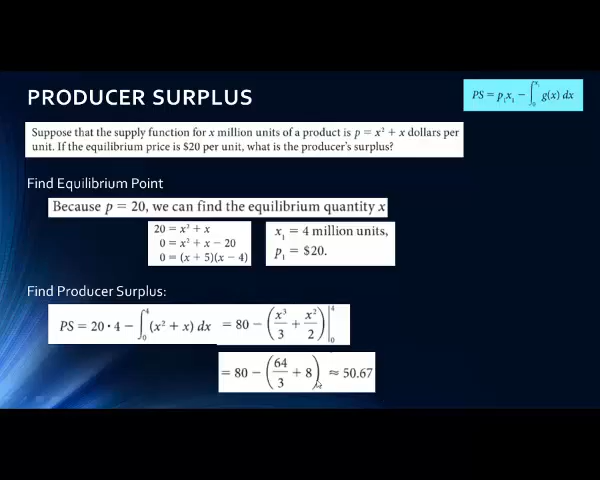 PRODUCER SURPLUS
PS = p₁x₁ − ∫₀^x₁ g(x) dx
Suppose that the supply function for x million units of a product is p = x² + x dollars per
unit. If the equilibrium price is $20 per unit, what is the producer's surplus?
Find Equilibrium Point
Because p = 20, we can find the equilibrium quantity x
20 = x² + x
0 = x² + x − 20
0 = (x + 5)(x − 4)
x₁ = 4 million units,
p₁ = $20.
Find Producer Surplus:
PS = 20 · 4 − ∫₀⁴ (x² + x) dx = 80 − (x³/3 + x²/2)|₀⁴
= 80 − (64/3 + 8) ≈ 50.67